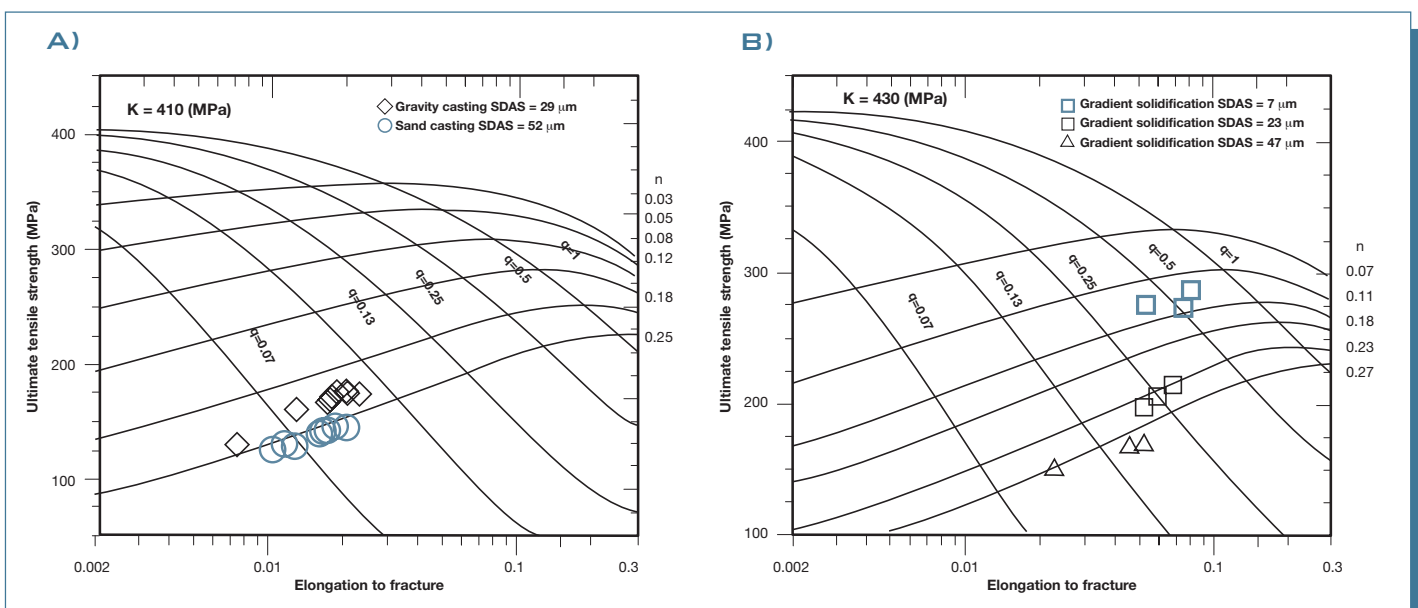 A)
K = 410 (MPa)
Gravity casting SDAS = 29 μm
Sand casting SDAS = 52 μm
Ultimate tensile strength (MPa)
400
300
200
100
n
0.03
0.05
0.08
0.12
0.18
0.25
q=1
q=0.5
q=0.25
q=0.13
q=0.07
0.002
0.01
0.1
0.3
Elongation to fracture
B)
K = 430 (MPa)
Gradient solidification SDAS = 7 μm
Gradient solidification SDAS = 23 μm
Gradient solidification SDAS = 47 μm
Ultimate tensile strength (MPa)
400
300
200
100
n
0.07
0.11
0.18
0.23
0.27
q=1
q=0.5
q=0.25
q=0.13
q=0.07
0.002
0.01
0.1
0.3
Elongation to fracture